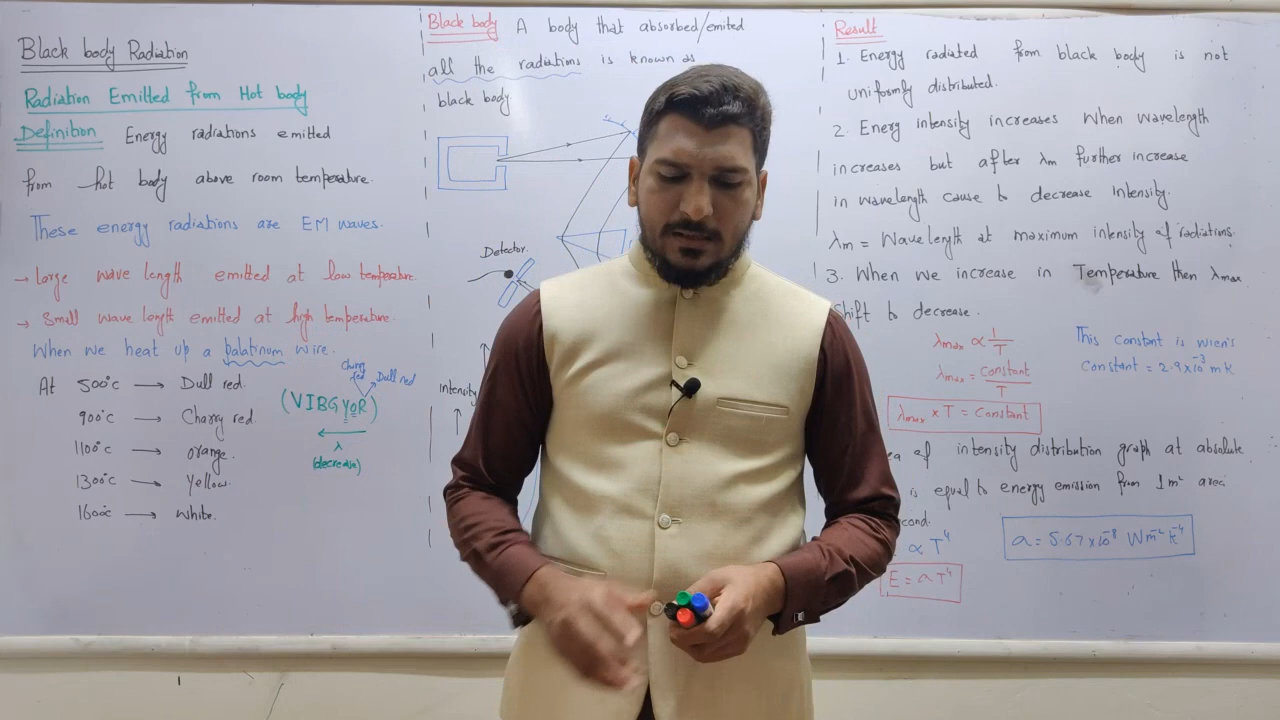 Black body Radiation
Radiation Emitted from Hot body
Definition Energy radiations emitted
from hot body above room temperature.
These energy radiations are EM waves.
→ Large wave length emitted at low temperature.
→ Small wave length emitted at high temperature.
When we heat up a palatinum wire.
At 500°c → Dull red.
900°c → Charry red
1100°c → orange.
1300°c → Yellow.
1600c → white.
Charry red
Dull red
(VIBGYOR)
λ
(decrease)
Black body A body that absorbed/emited
all the radiations is known as
black body
Detector.
Intensity
Result
1. Energy radiated from black body is not
uniformly distributed.
2. Energ intensity increases when wavelength
increases but after λm further increase
in wavelength cause to decrease intensity.
λm = Wavelength at maximum intensity of radiations.
3. When we increase in Temperature then λmax
shift to decrease.
λmax ∝ 1/T
λmax = constant/T
λmax × T = Constant
This constant is wien's
constant = 2.9×10⁻³ m k
of intensity distribution graph at absolute
is equal to energy emission from 1m² area
∝ T⁴
E = a T⁴
a = 5.67 ×10⁻⁸ Wm⁻² k⁻⁴